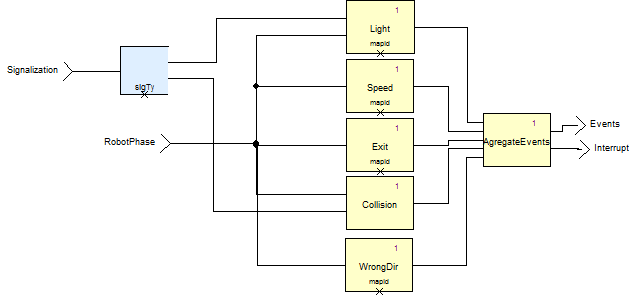 1
Light
mapId
1
Signalization
Speed
sigTy
mapId
1
1
Events
RobotPhase
AgregateEvents
Exit
Interrupt
mapId
1
Collision
1
WrongDir
mapId